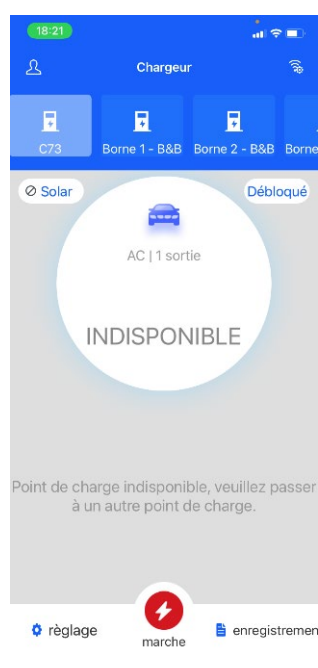 18:21
Chargeur
C73
Borne 1 - B&B
Borne 2 - B&B
Borne
Solar
Débloqué
AC | 1 sortie
INDISPONIBLE
Point de charge indisponible, veuillez passer
à un autre point de charge.
règlage
marche
enregistremen